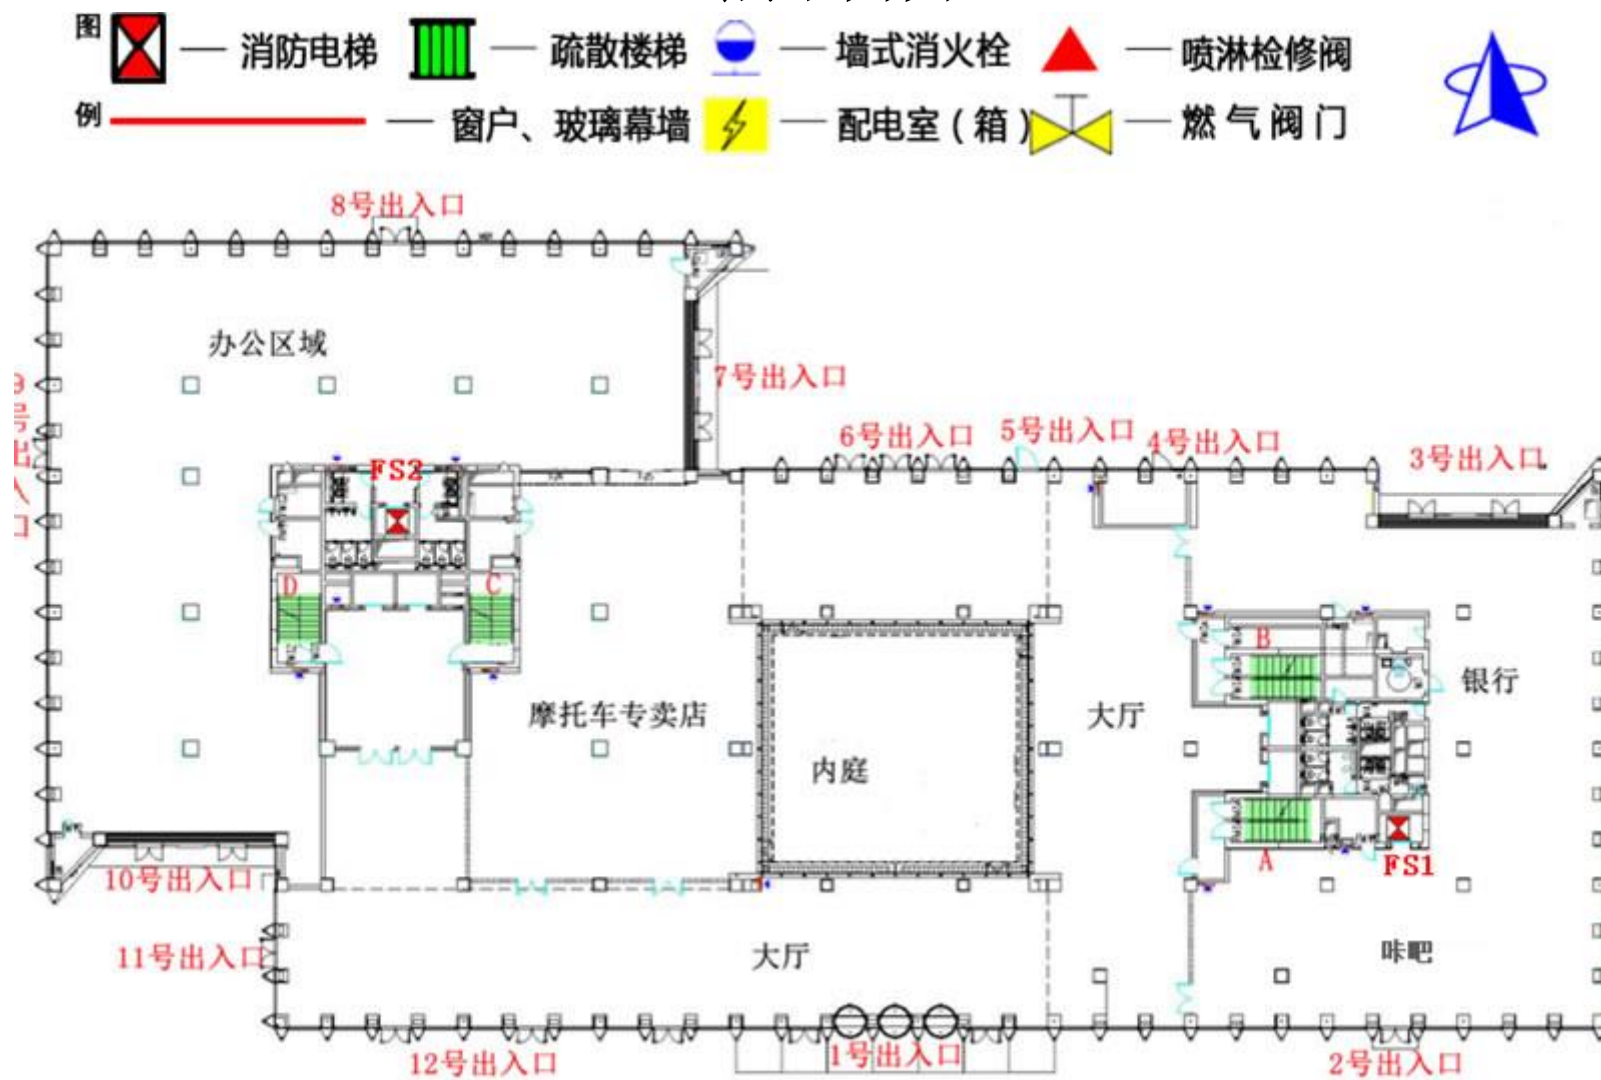 图
消防电梯
疏散楼梯
墙式消火栓
喷淋检修阀
例
窗户、玻璃幕墙
配电室(箱)
燃气阀门
8号出入口
办公区域
7号出入口
9号出入口
6号出入口
5号出入口
4号出入口
3号出入口
FS2
D
C
B
银行
摩托车专卖店
大厅
内庭
A
FS1
10号出入口
11号出入口
大厅
咔吧
12号出入口
1号出入口
2号出入口